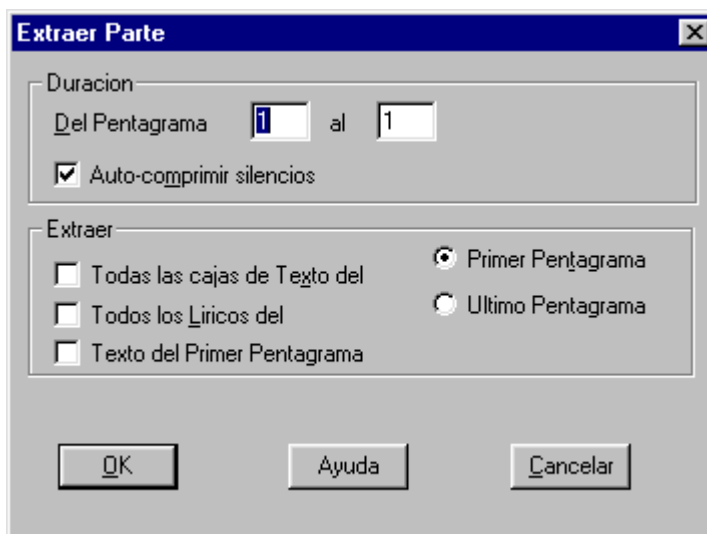 Extraer Parte
Duracion
Del Pentagrama 1 al 1
Auto-comprimir silencios
Extraer
Todas las cajas de Texto del
Todos los Liricos del
Texto del Primer Pentagrama
Primer Pentagrama
Ultimo Pentagrama
OK Ayuda Cancelar